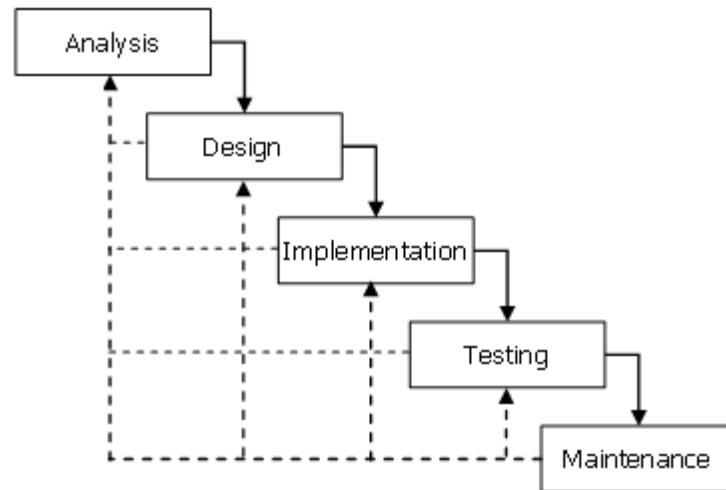 Analysis
Design
Implementation
Testing
Maintenance